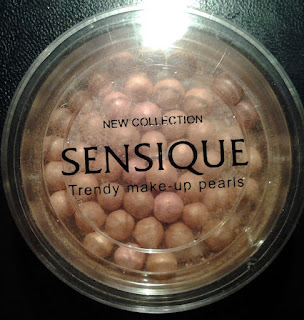 NEW COLLECTION
SENSIQUE
Trendy make-up pearls